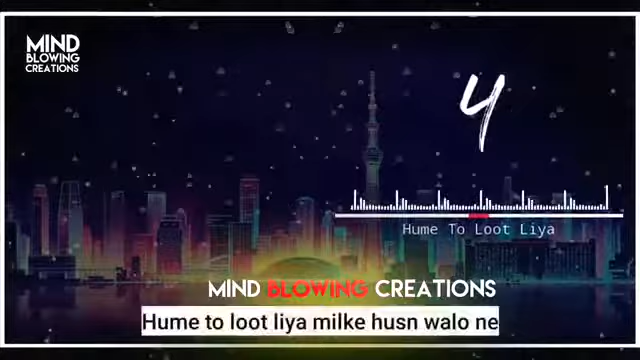 MIND
BLOWING
CREATIONS
4
Hume To Loot Liya
MIND BLOWING CREATIONS
Hume to loot liya milke husn walo ne